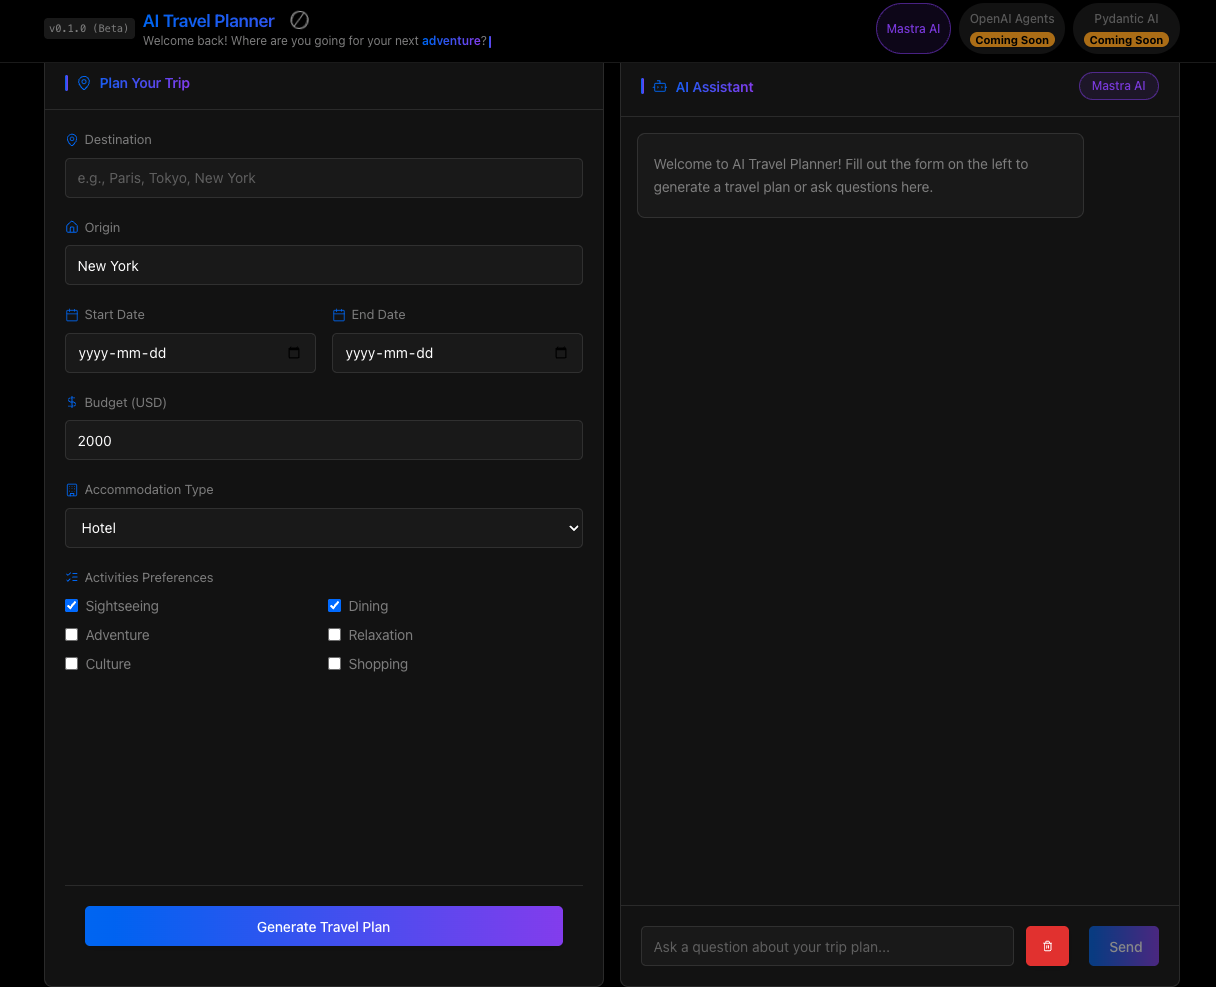 v0.1.0 (Beta)
AI Travel Planner
Welcome back! Where are you going for your next adventure?
Mastra AI
OpenAI Agents
Coming Soon
Pydantic AI
Coming Soon
Plan Your Trip
Destination
e.g., Paris, Tokyo, New York
Origin
New York
Start Date
End Date
yyyy-mm-dd
yyyy-mm-dd
Budget (USD)
2000
Accommodation Type
Hotel
Activities Preferences
Sightseeing
Dining
Adventure
Relaxation
Culture
Shopping
Generate Travel Plan
AI Assistant
Mastra AI
Welcome to AI Travel Planner! Fill out the form on the left to
generate a travel plan or ask questions here.
Ask a question about your trip plan...
Send